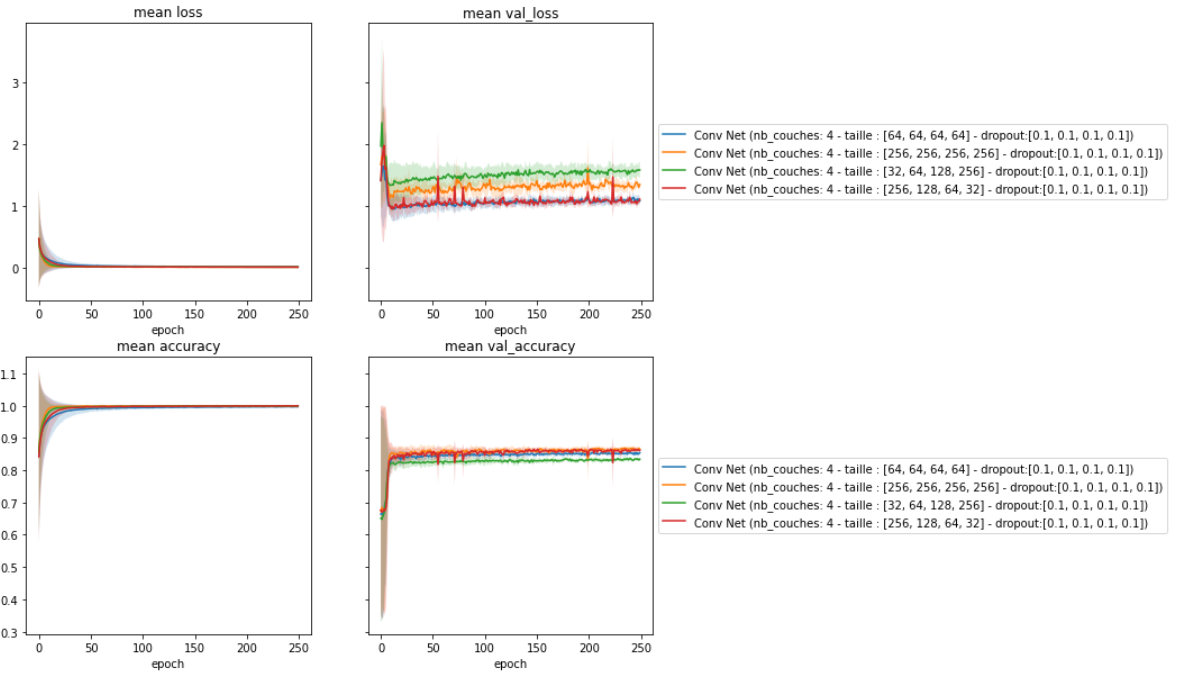 mean loss
mean val_loss
3
2
1
0
0 50 100 150 200 250
epoch
0 50 100 150 200 250
epoch
Conv Net (nb_couches: 4 - taille : [64, 64, 64, 64] - dropout:[0.1, 0.1, 0.1, 0.1])
Conv Net (nb_couches: 4 - taille : [256, 256, 256, 256] - dropout:[0.1, 0.1, 0.1, 0.1])
Conv Net (nb_couches: 4 - taille : [32, 64, 128, 256] - dropout:[0.1, 0.1, 0.1, 0.1])
Conv Net (nb_couches: 4 - taille : [256, 128, 64, 32] - dropout:[0.1, 0.1, 0.1, 0.1])
mean accuracy
mean val_accuracy
1.1
1.0
0.9
0.8
0.7
0.6
0.5
0.4
0.3
0 50 100 150 200 250
epoch
0 50 100 150 200 250
epoch
Conv Net (nb_couches: 4 - taille : [64, 64, 64, 64] - dropout:[0.1, 0.1, 0.1, 0.1])
Conv Net (nb_couches: 4 - taille : [256, 256, 256, 256] - dropout:[0.1, 0.1, 0.1, 0.1])
Conv Net (nb_couches: 4 - taille : [32, 64, 128, 256] - dropout:[0.1, 0.1, 0.1, 0.1])
Conv Net (nb_couches: 4 - taille : [256, 128, 64, 32] - dropout:[0.1, 0.1, 0.1, 0.1])